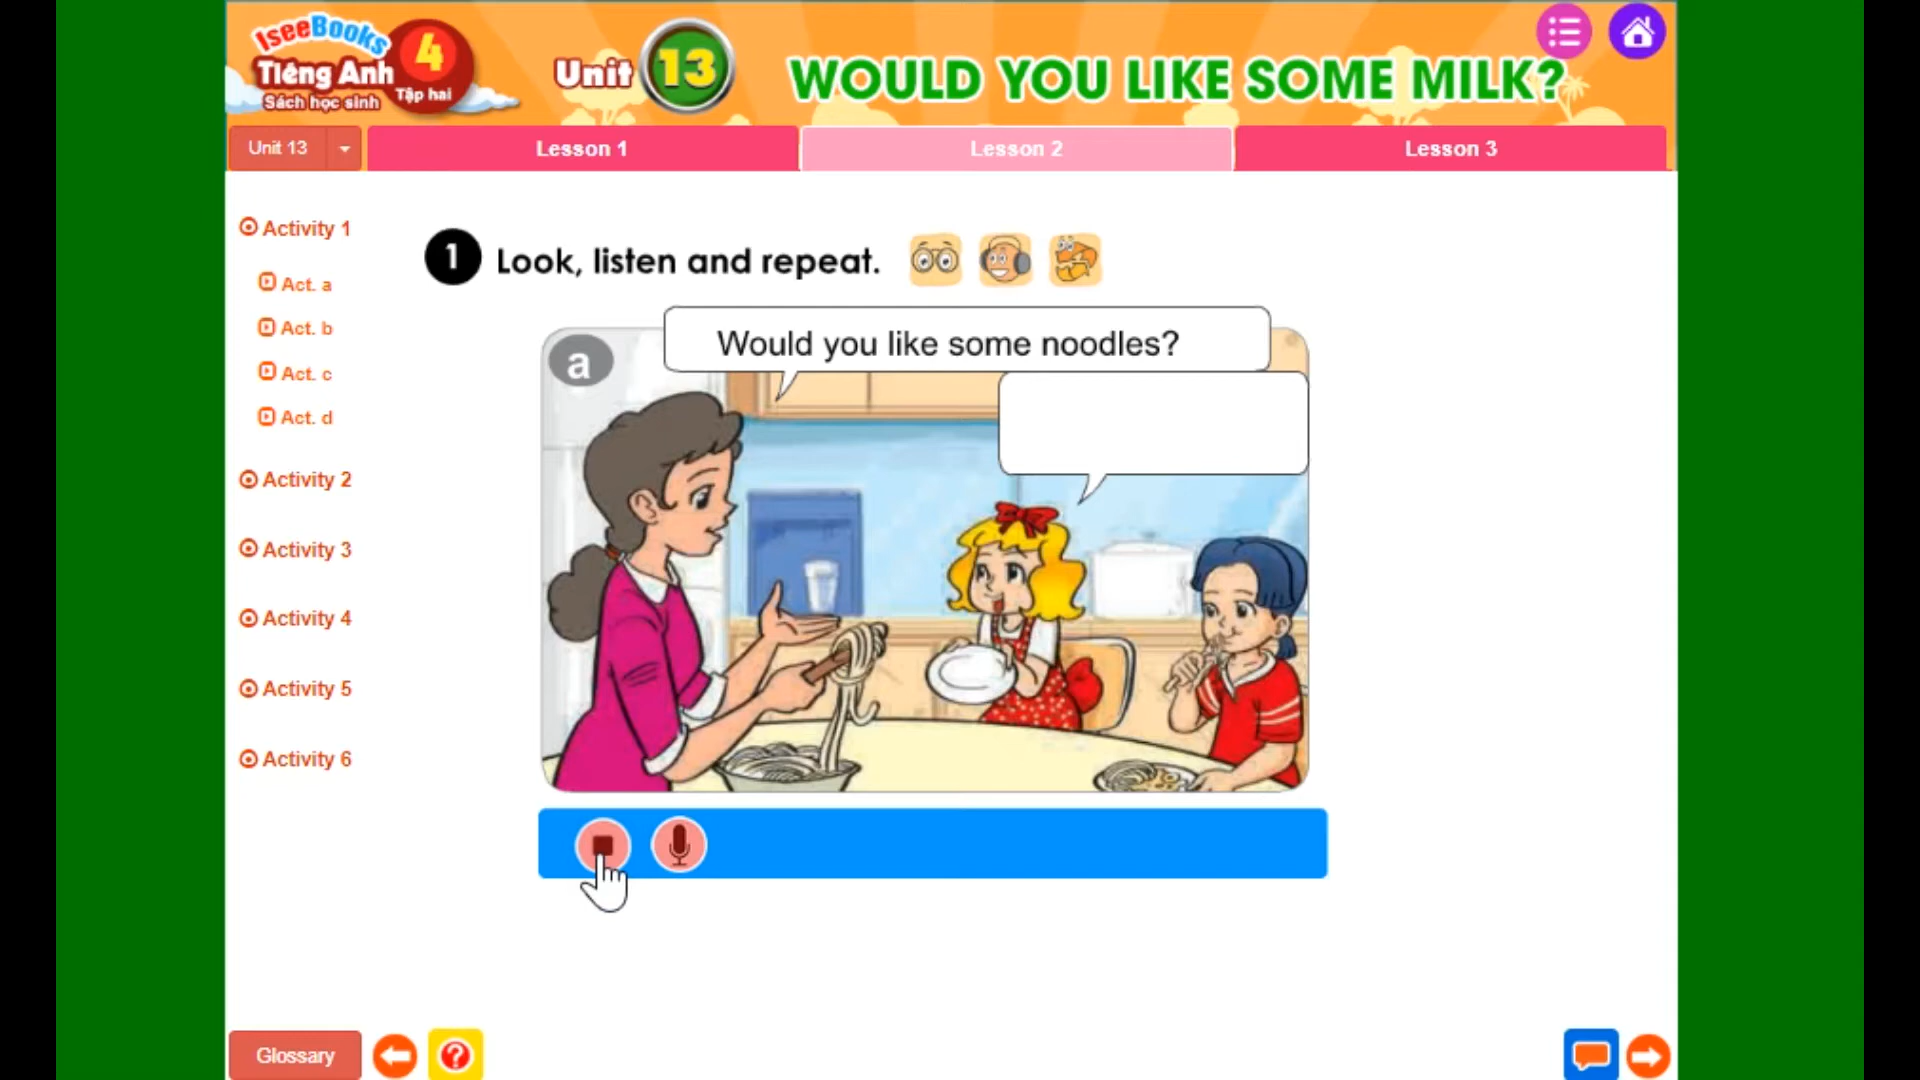 IseeBooks
Tiếng Anh 4
Sách học sinh Tập hai
Unit 13
WOULD YOU LIKE SOME MILK?
Unit 13
Lesson 1
Lesson 2
Lesson 3
Activity 1
Act. a
Act. b
Act. c
Act. d
Activity 2
Activity 3
Activity 4
Activity 5
Activity 6
1 Look, listen and repeat.
a
Would you like some noodles?
Glossary
?